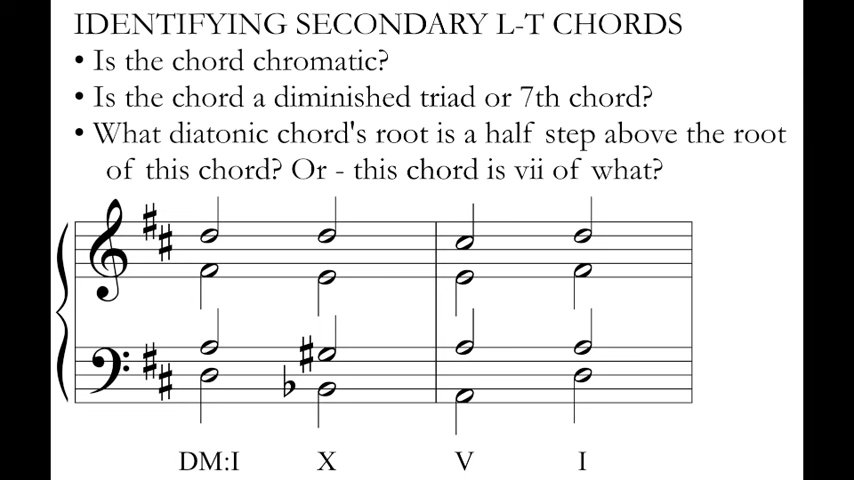 IDENTIFYING SECONDARY L-T CHORDS
• Is the chord chromatic?
• Is the chord a diminished triad or 7th chord?
• What diatonic chord's root is a half step above the root
of this chord? Or - this chord is vii of what?
DM:I X V I